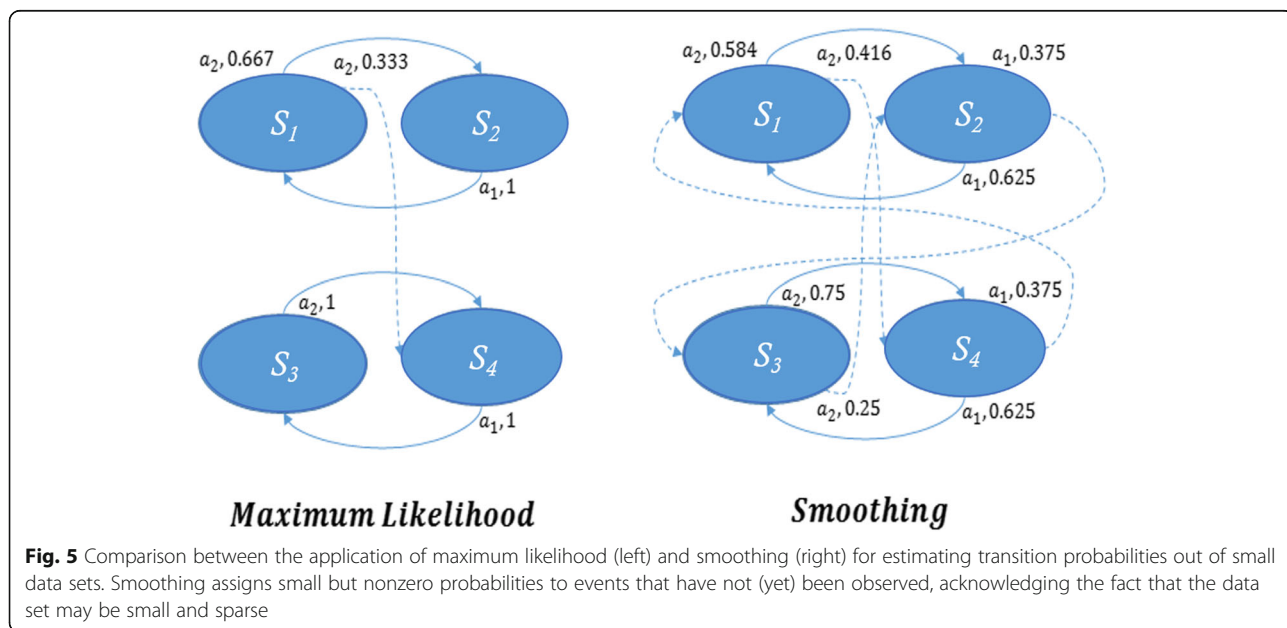 a₂, 0.667
a₂, 0.333
S₁
S₂
a₁, 1
a₂, 1
S₃
S₄
a₁, 1
Maximum Likelihood
a₂, 0.584
a₂, 0.416
a₁, 0.375
S₁
S₂
a₁, 0.625
a₂, 0.75
a₁, 0.375
S₃
S₄
a₂, 0.25
a₁, 0.625
Smoothing
Fig. 5 Comparison between the application of maximum likelihood (left) and smoothing (right) for estimating transition probabilities out of small
data sets. Smoothing assigns small but nonzero probabilities to events that have not (yet) been observed, acknowledging the fact that the data
set may be small and sparse